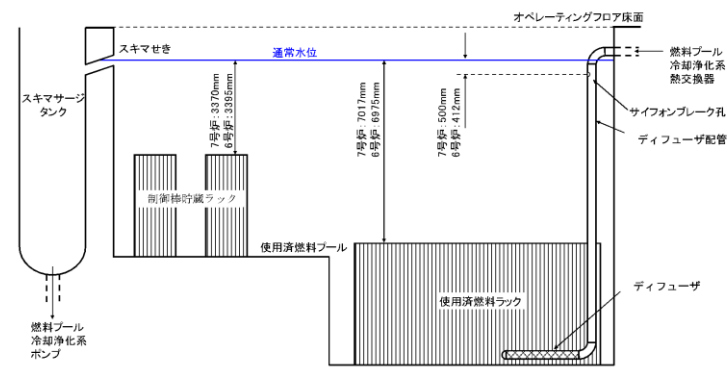 オペレーティングフロア床面
スキマせき
通常水位
燃料プール
冷却浄化系
熱交換器
スキマサージ
タンク
7号炉：3370mm
6号炉：3395mm
7号炉：7017mm
6号炉：6975mm
7号炉：500mm
6号炉：412mm
サイフォンブレーク孔
ディフューザ配管
制御棒貯蔵ラック
使用済燃料プール
使用済燃料ラック
ディフューザ
燃料プール
冷却浄化系
ポンプ